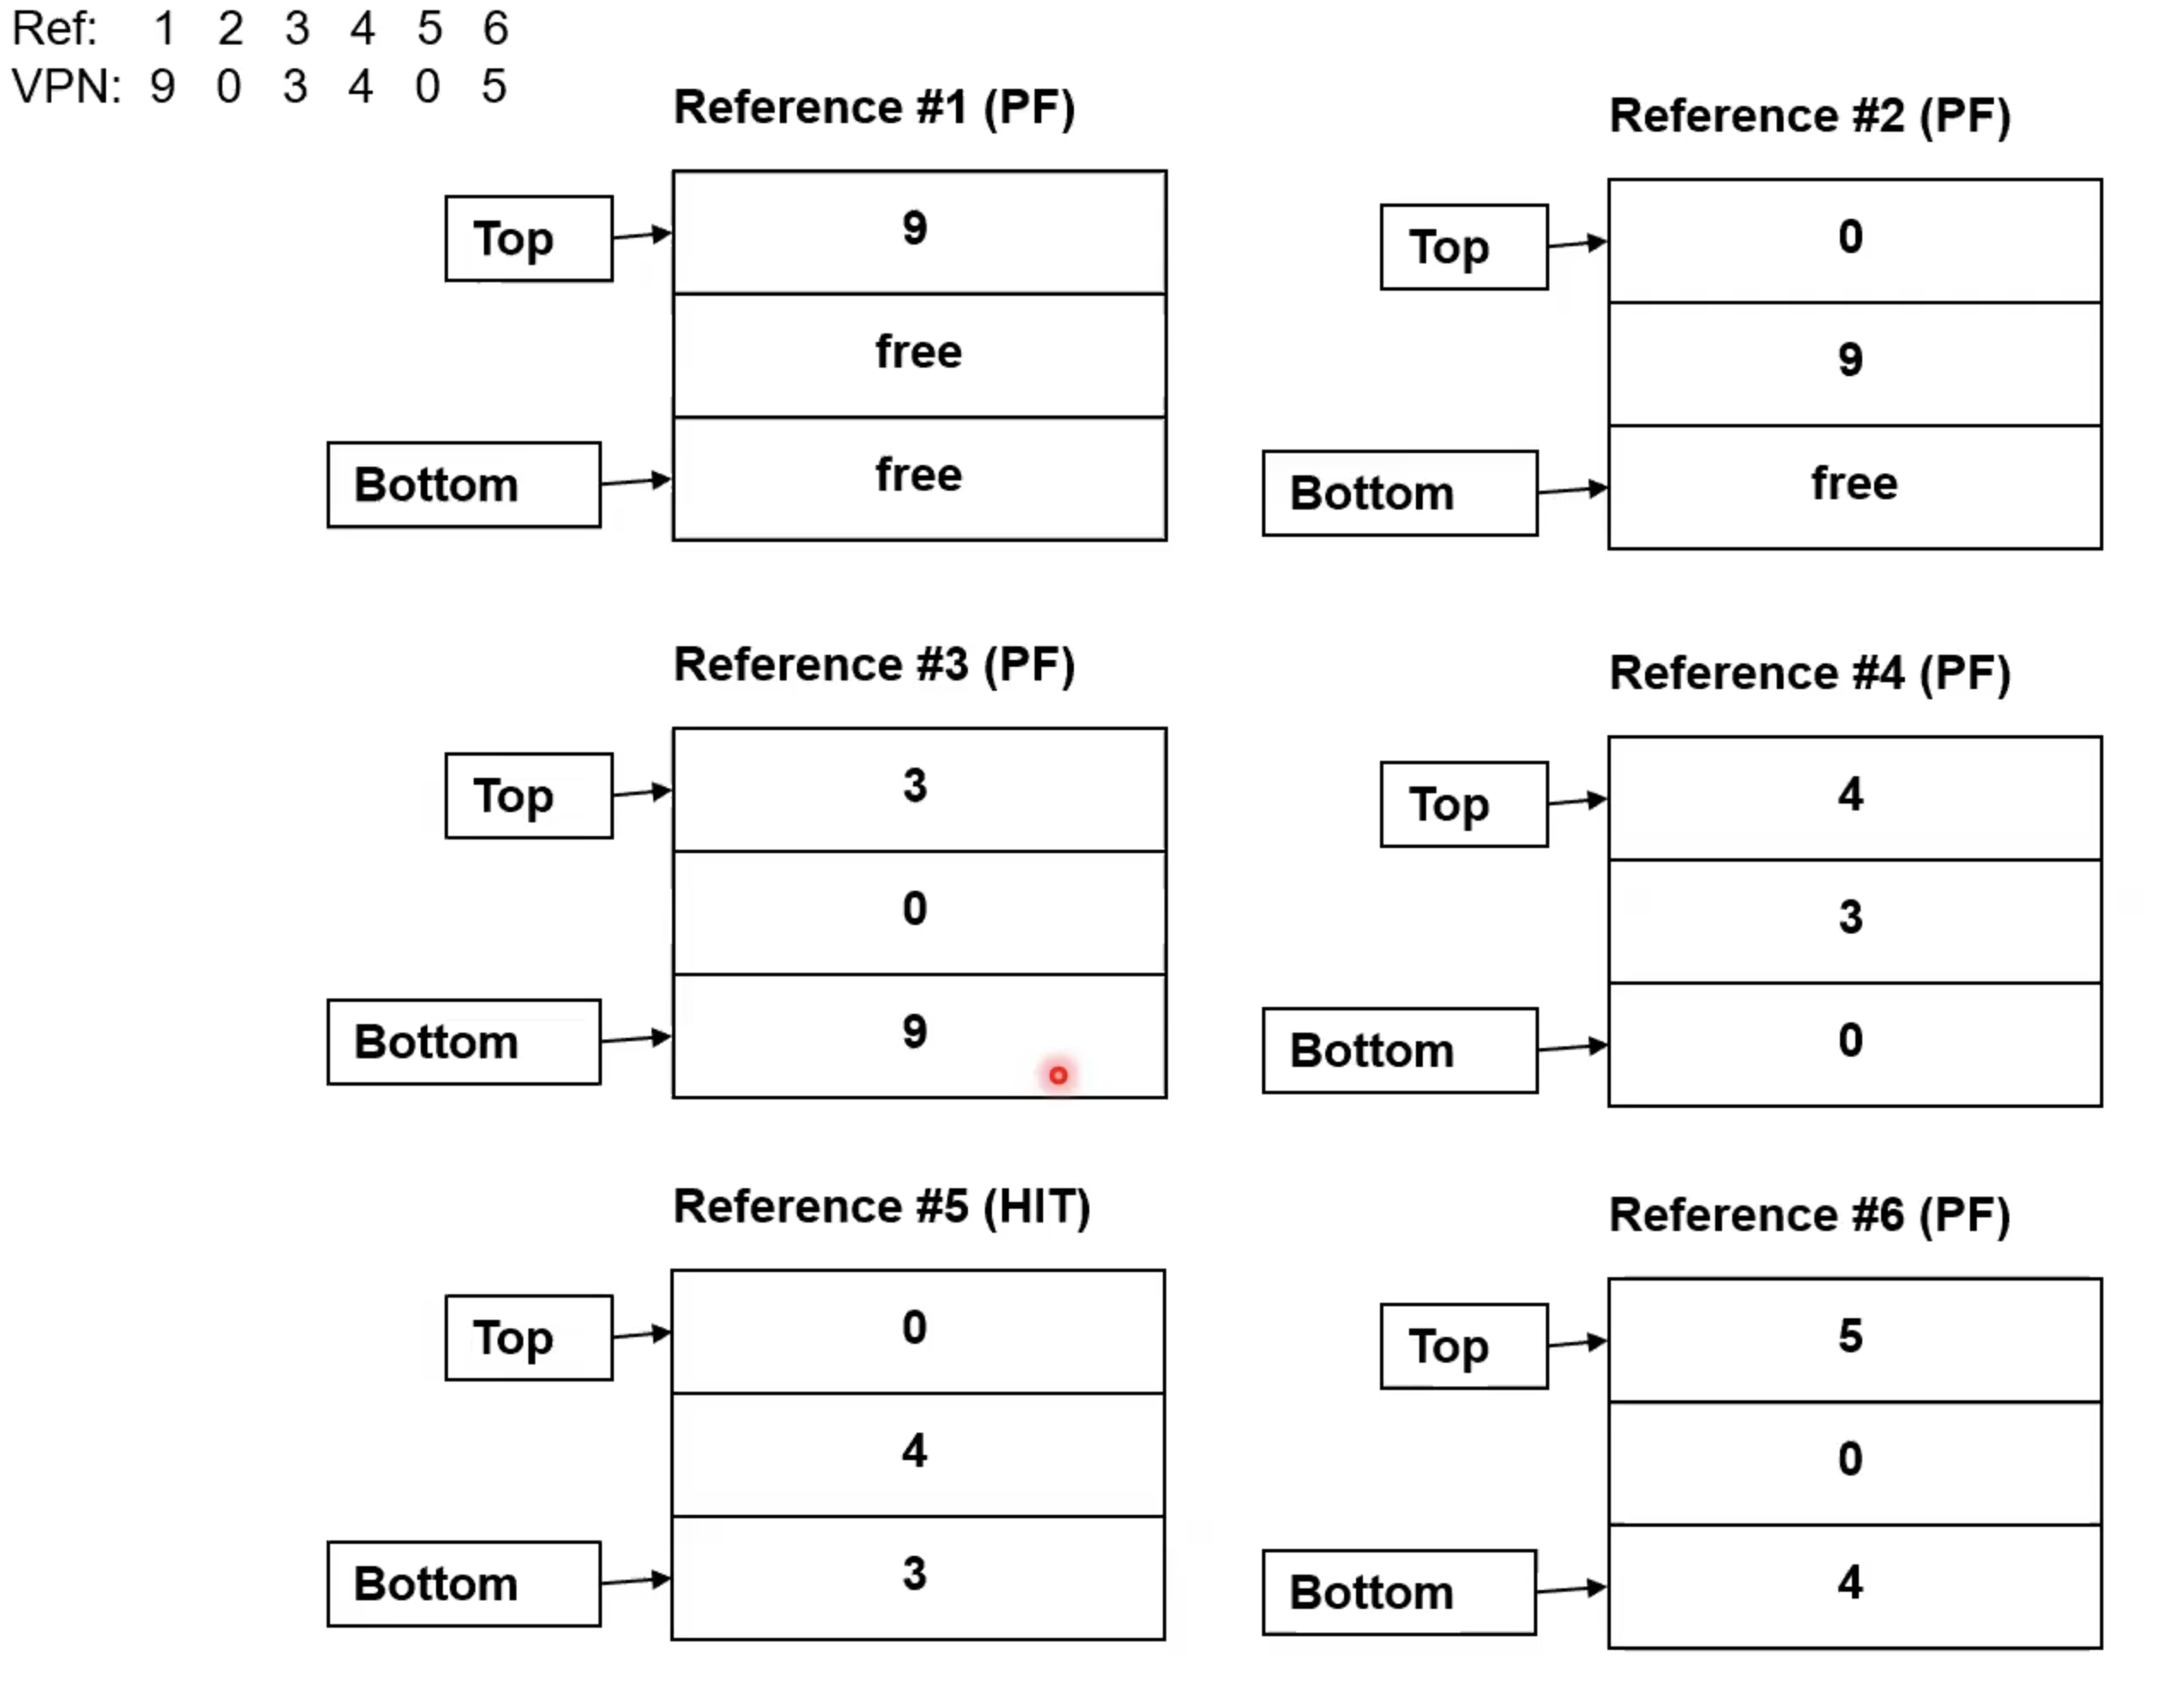 Ref: 1 2 3 4 5 6
VPN: 9 0 3 4 0 5
Reference #1 (PF)
Top
9
free
Bottom
free
Reference #2 (PF)
Top
0
9
Bottom
free
Reference #3 (PF)
Top
3
0
Bottom
9
Reference #4 (PF)
Top
4
3
Bottom
0
Reference #5 (HIT)
Top
0
4
Bottom
3
Reference #6 (PF)
Top
5
0
Bottom
4